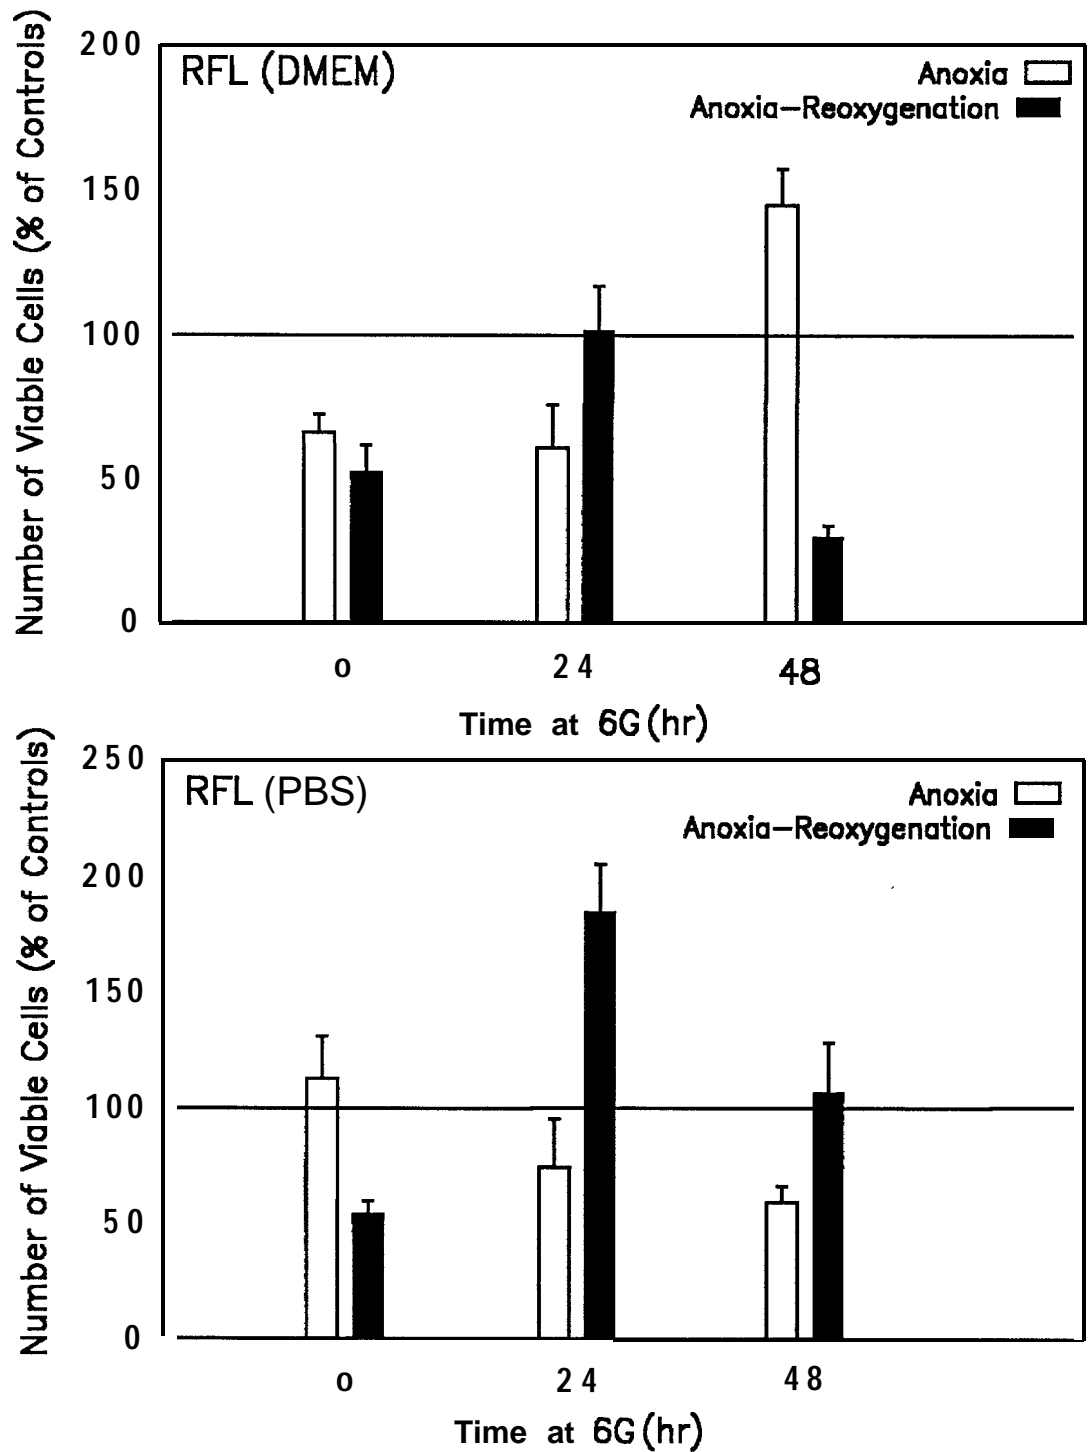 Number of Viable Cells (% of Controls)
200
150
100
50
0
RFL (DMEM)
Anoxia
Anoxia-Reoxygenation
0
24
48
Time at 6G (hr)
Number of Viable Cells (% of Controls)
250
200
150
100
50
0
RFL (PBS)
Anoxia
Anoxia-Reoxygenation
0
24
48
Time at 6G (hr)